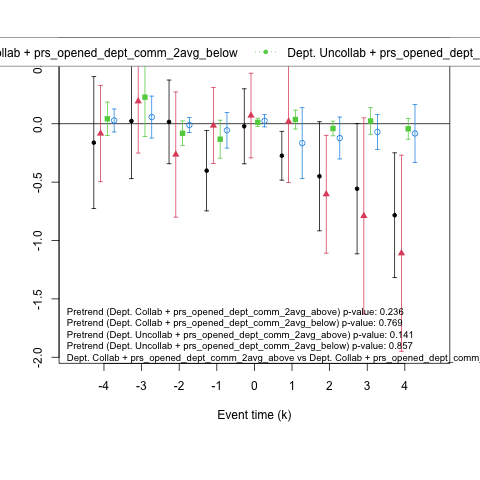 ollab + prs_opened_dept_comm_2avg_below Dept. Uncollab + prs_opened_dept_
0.0
-0.5
-1.0
-1.5
-2.0
Pretrend (Dept. Collab + prs_opened_dept_comm_2avg_above) p-value: 0.236
Pretrend (Dept. Collab + prs_opened_dept_comm_2avg_below) p-value: 0.769
Pretrend (Dept. Uncollab + prs_opened_dept_comm_2avg_above) p-value: 0.141
Pretrend (Dept. Uncollab + prs_opened_dept_comm_2avg_below) p-value: 0.857
Dept. Collab + prs_opened_dept_comm_2avg_above vs Dept. Collab + prs_opened_dept_comm_
-4 -3 -2 -1 0 1 2 3 4
Event time (k)